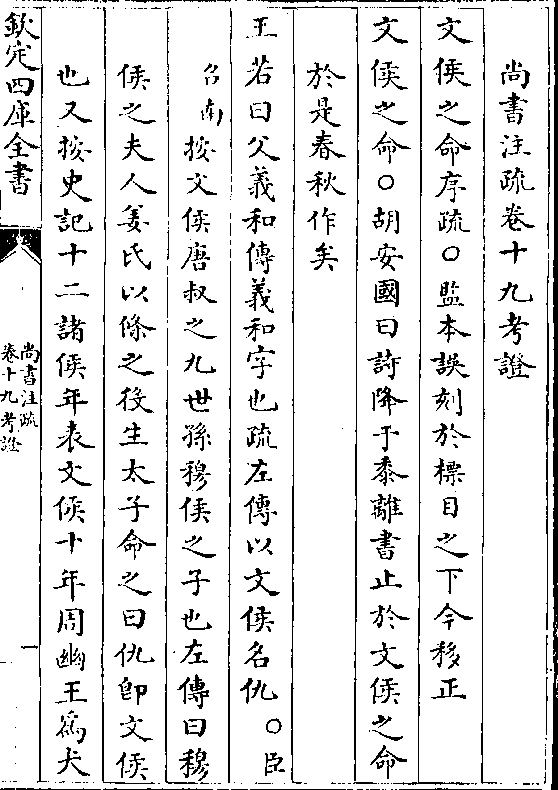 尚書注疏卷十九考證
文侯之命序疏○監本誤刻於標目之下今移正
文侯之命○胡安國曰詩降于黍離書止於文侯之命
於是春秋作矣
王若曰父義和傳義和字也疏左傳以文侯名仇○臣
召南按文侯唐叔之九世孫穆侯之子也左傳曰穆
侯之夫人姜氏以條之役生太子命之曰仇即文侯
也又按史記十二諸侯年表文侯十年周幽王為犬
欽定四庫全書
尚書注疏
卷十九考證
一